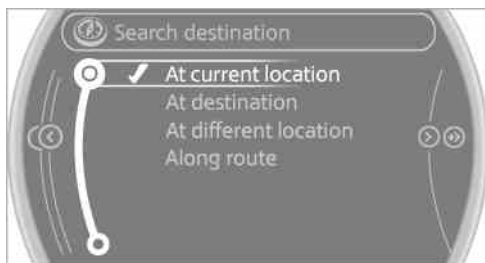 Search destination
At current location
At destination
At different location
Along route